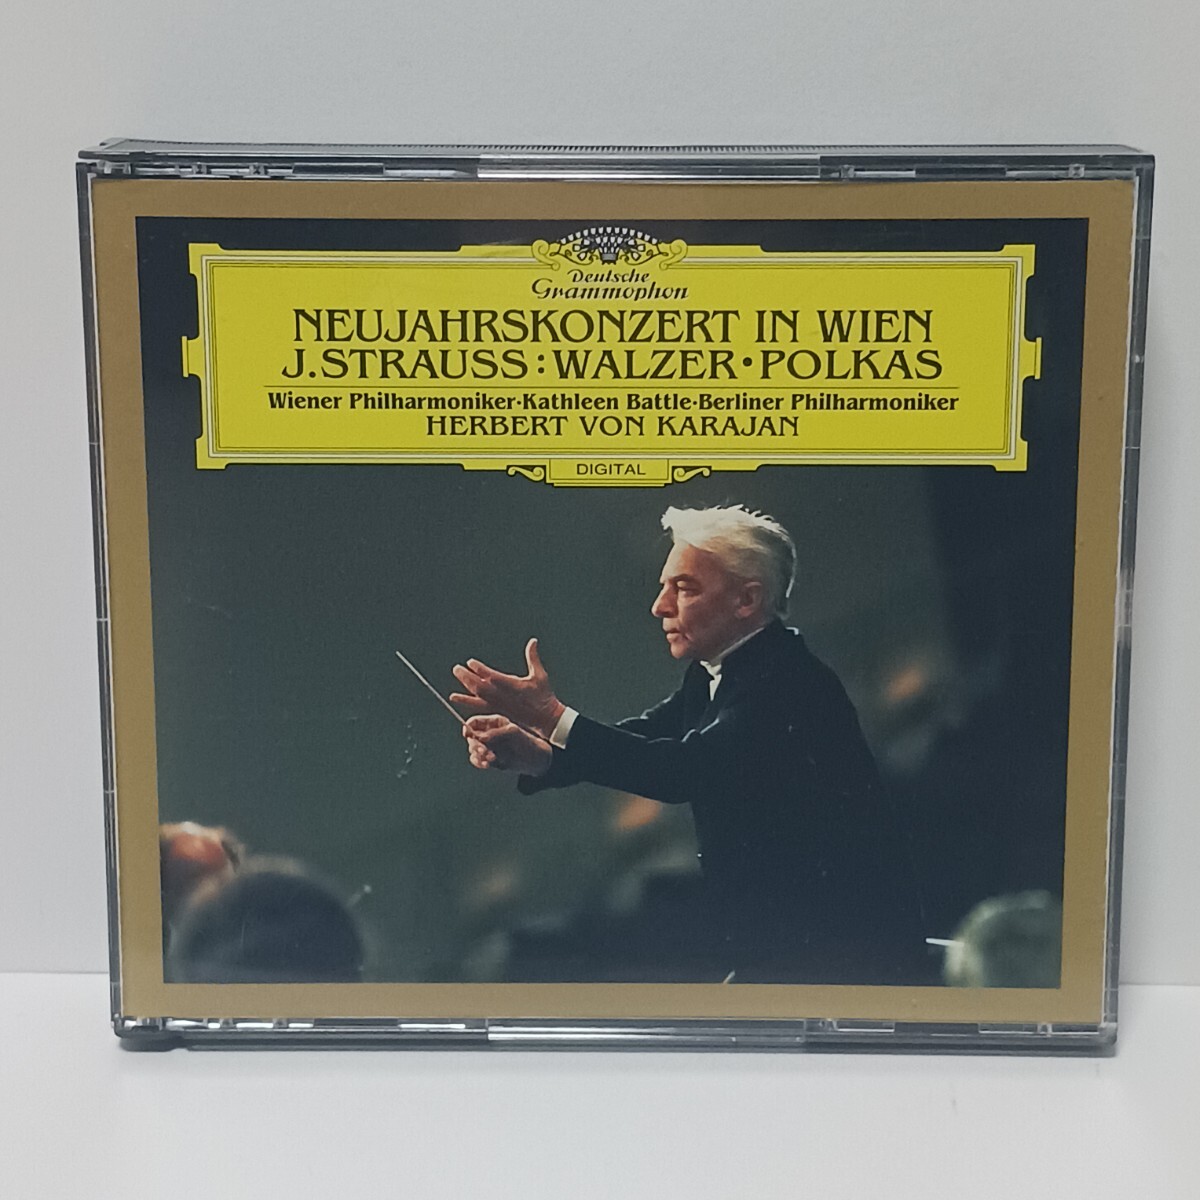 Deutsche
Grammophon
NEUJAHRSKONZERT IN WIEN
J.STRAUSS:WALZER·POLKAS
Wiener Philharmoniker·Kathleen Battle·Berliner Philharmoniker
HERBERT VON KARAJAN
DIGITAL